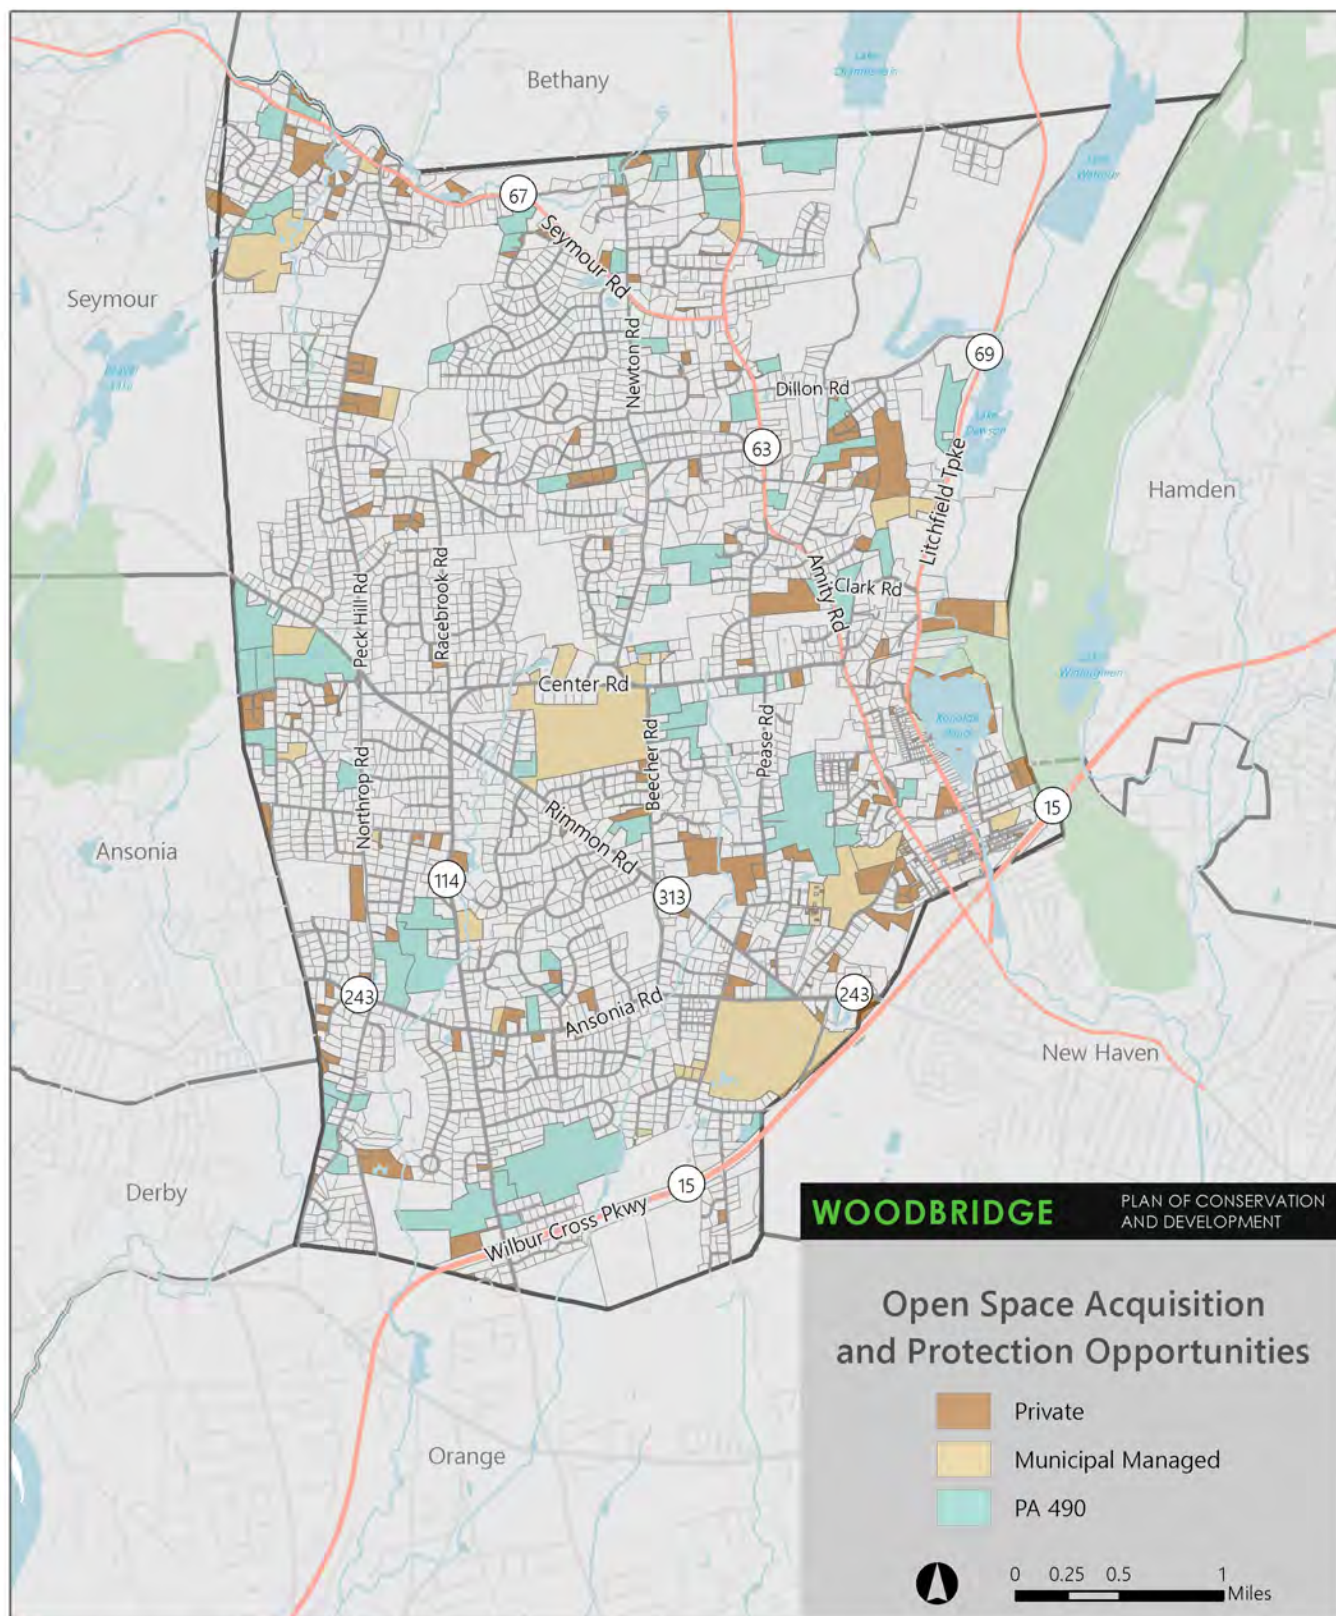 Bethany
67
Seymour Rd
Seymour
Newton Rd
69
Dillon Rd
63
Litchfield Tpke
Hamden
Amity Rd
Clark Rd
Peck Hill Rd
Racebrook Rd
Center Rd
Beecher Rd
Pease Rd
Northrop Rd
Rimmon Rd
15
Ansonia
114
313
243
243
Ansonia Rd
New Haven
Derby
15
Wilbur Cross Pkwy
Orange
WOODBRIDGE
PLAN OF CONSERVATION
AND DEVELOPMENT
Open Space Acquisition
and Protection Opportunities
Private
Municipal Managed
PA 490
0 0.25 0.5 1
Miles